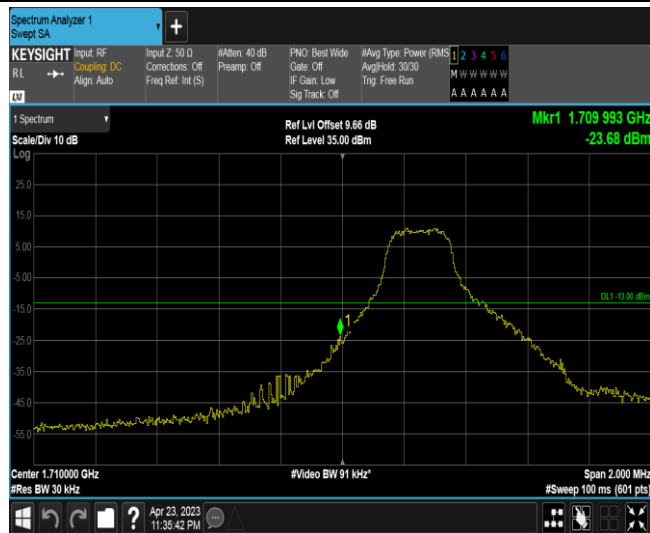 Spectrum Analyzer 1
Swept SA
KEYSIGHT
RL
LXI
Input: RF
Coupling: DC
Align: Auto
Input Z: 50 Ω
Corrections: Off
Freq Ref: Int (S)
#Atten: 40 dB
Preamp: Off
PNO: Best Wide
Gate: Off
IF Gain: Low
Sig Track: Off
#Avg Type: Power (RMS
Avg|Hold: 30/30
Trig: Free Run
1 2 3 4 5 6
M W W W W W
A A A A A A
1 Spectrum
Scale/Div 10 dB
Ref Lvl Offset 9.66 dB
Ref Level 35.00 dBm
Mkr1 1.709 993 GHz
-23.68 dBm
Log
25.0
15.0
5.00
-5.00
-15.0
-25.0
-35.0
-45.0
-55.0
DL1 -13.00 dBm
1
Center 1.710000 GHz
#Video BW 91 kHz*
Span 2.000 MHz
#Res BW 30 kHz
#Sweep 100 ms (601 pts)
?
Apr 23, 2023
11:35:42 PM